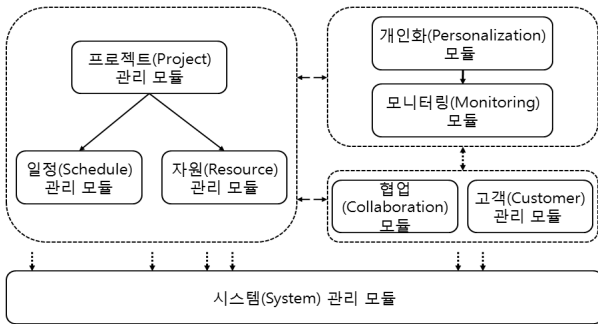 프로젝트(Project)
관리 모듈
일정(Schedule)
관리 모듈
자원(Resource)
관리 모듈
개인화(Personalization)
모듈
모니터링(Monitoring)
모듈
협업
(Collaboration)
모듈
고객(Customer)
관리 모듈
시스템(System) 관리 모듈